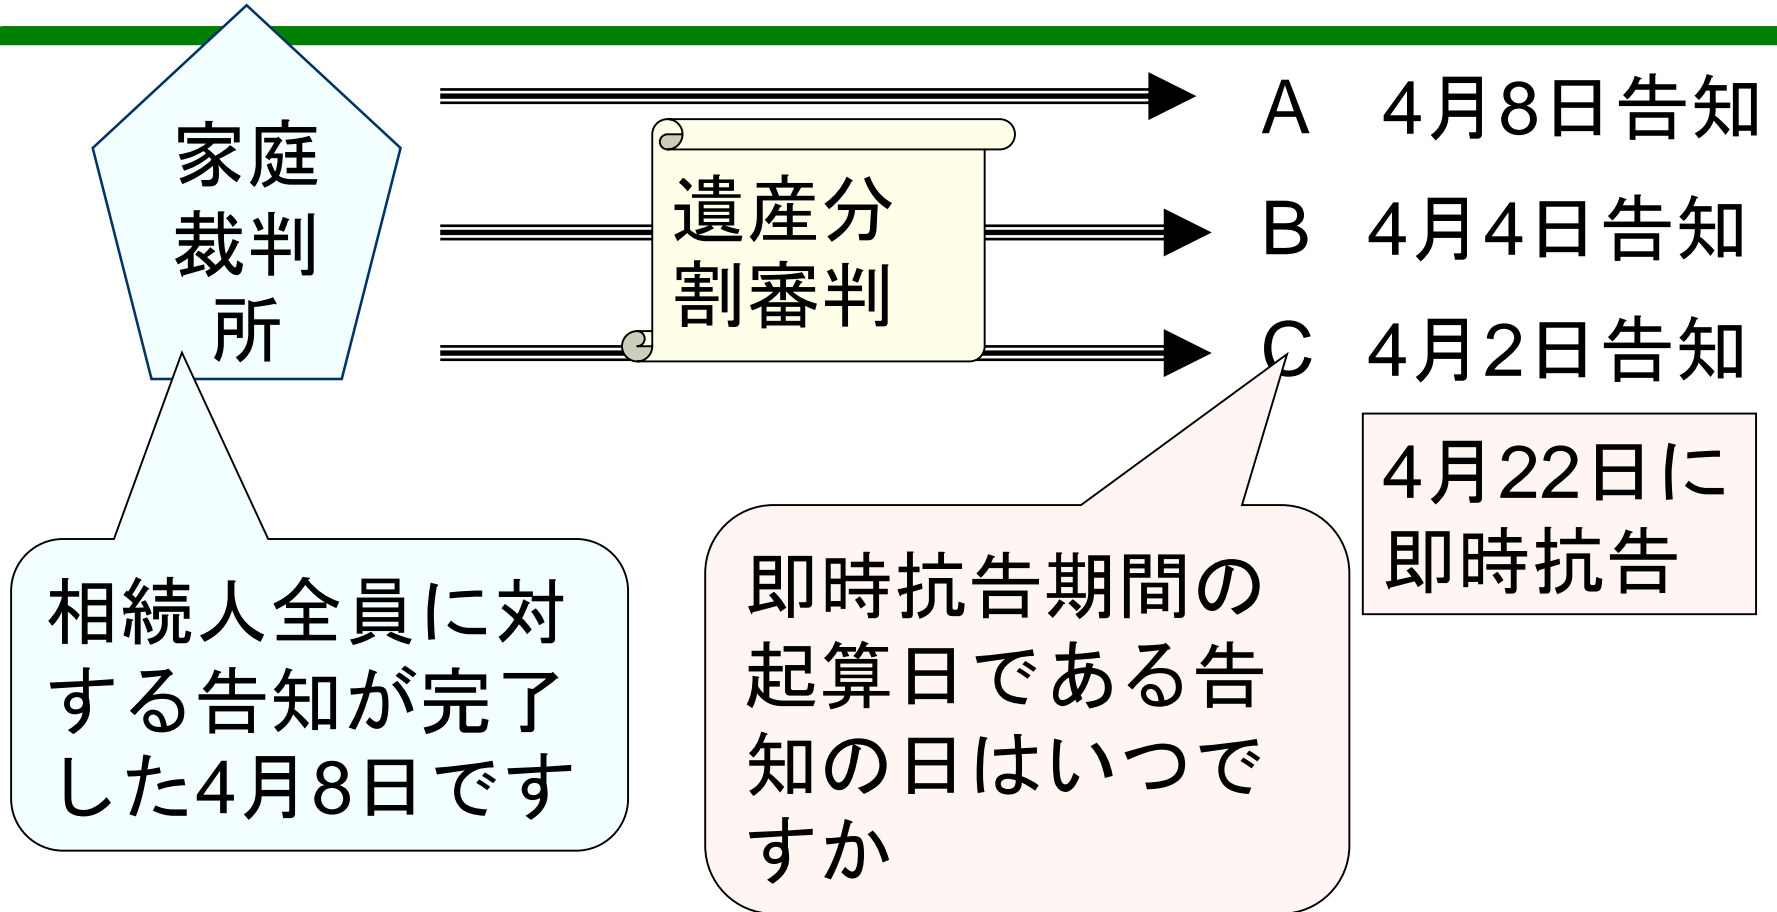 家庭
裁判
所
遺産分
割審判
A 4月8日告知
B 4月4日告知
C 4月2日告知
4月22日に
即時抗告
相続人全員に対
する告知が完了
した4月8日です
即時抗告期間の
起算日である告
知の日はいつで
すか